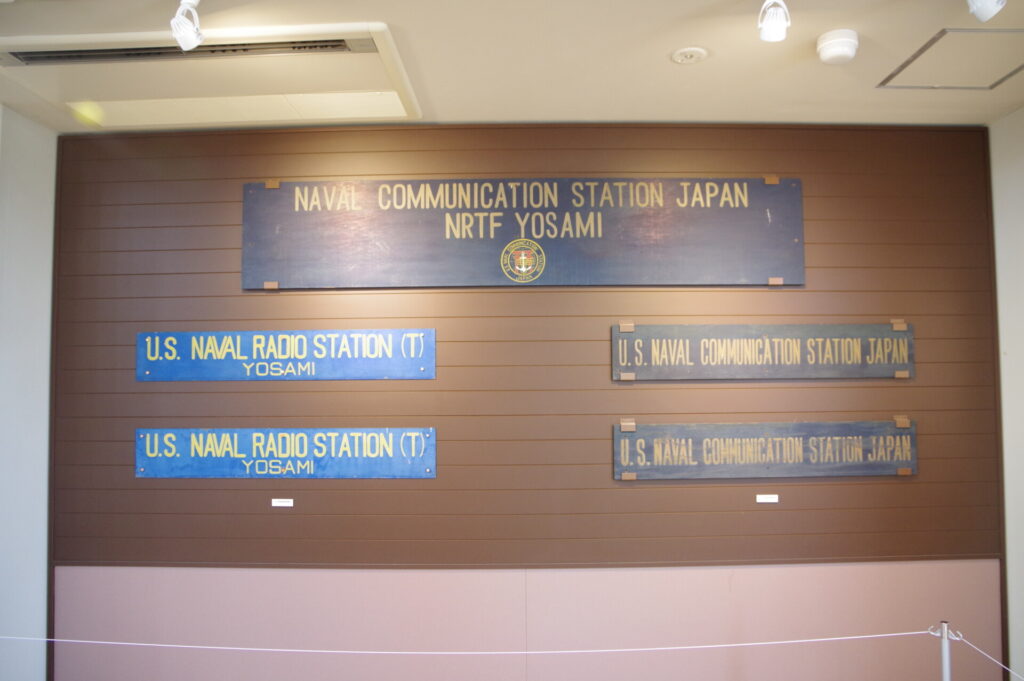 NAVAL COMMUNICATION STATION JAPAN
NRTF YOSAMI
U.S. NAVAL RADIO STATION (T)
YOSAMI
U.S. NAVAL RADIO STATION (T)
YOSAMI
U.S. NAVAL COMMUNICATION STATION JAPAN
U.S. NAVAL COMMUNICATION STATION JAPAN